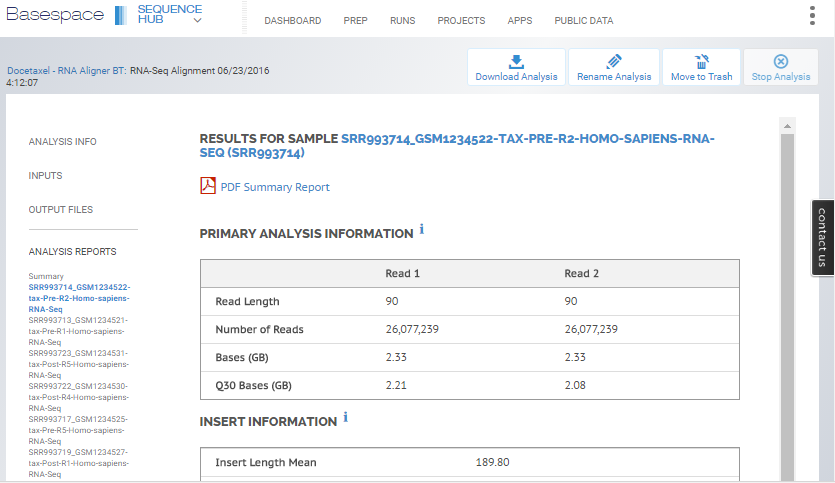 Basespace SEQUENCE HUB
DASHBOARD PREP RUNS PROJECTS APPS PUBLIC DATA
Docetaxel - RNA Aligner BT: RNA-Seq Alignment 06/23/2016
4:12:07
Download Analysis Rename Analysis Move to Trash Stop Analysis
ANALYSIS INFO
INPUTS
OUTPUT FILES
ANALYSIS REPORTS
Summary
SRR993714_GSM1234522-
tax-Pre-R2-Homo-sapiens-
RNA-Seq
SRR993713_GSM1234521-
tax-Pre-R1-Homo-sapiens-
RNA-Seq
SRR993723_GSM1234531-
tax-Post-R5-Homo-sapiens-
RNA-Seq
SRR993722_GSM1234530-
tax-Post-R4-Homo-sapiens-
RNA-Seq
SRR993717_GSM1234525-
tax-Pre-R5-Homo-sapiens-
RNA-Seq
SRR993719_GSM1234527-
tax-Post-R1-Homo-sapiens-
RNA-Seq
RESULTS FOR SAMPLE SRR993714_GSM1234522-TAX-PRE-R2-HOMO-SAPIENS-RNA-
SEQ (SRR993714)
PDF Summary Report
PRIMARY ANALYSIS INFORMATION i
Read 1 Read 2
Read Length 90 90
Number of Reads 26,077,239 26,077,239
Bases (GB) 2.33 2.33
Q30 Bases (GB) 2.21 2.08
INSERT INFORMATION i
Insert Length Mean 189.80
contact us